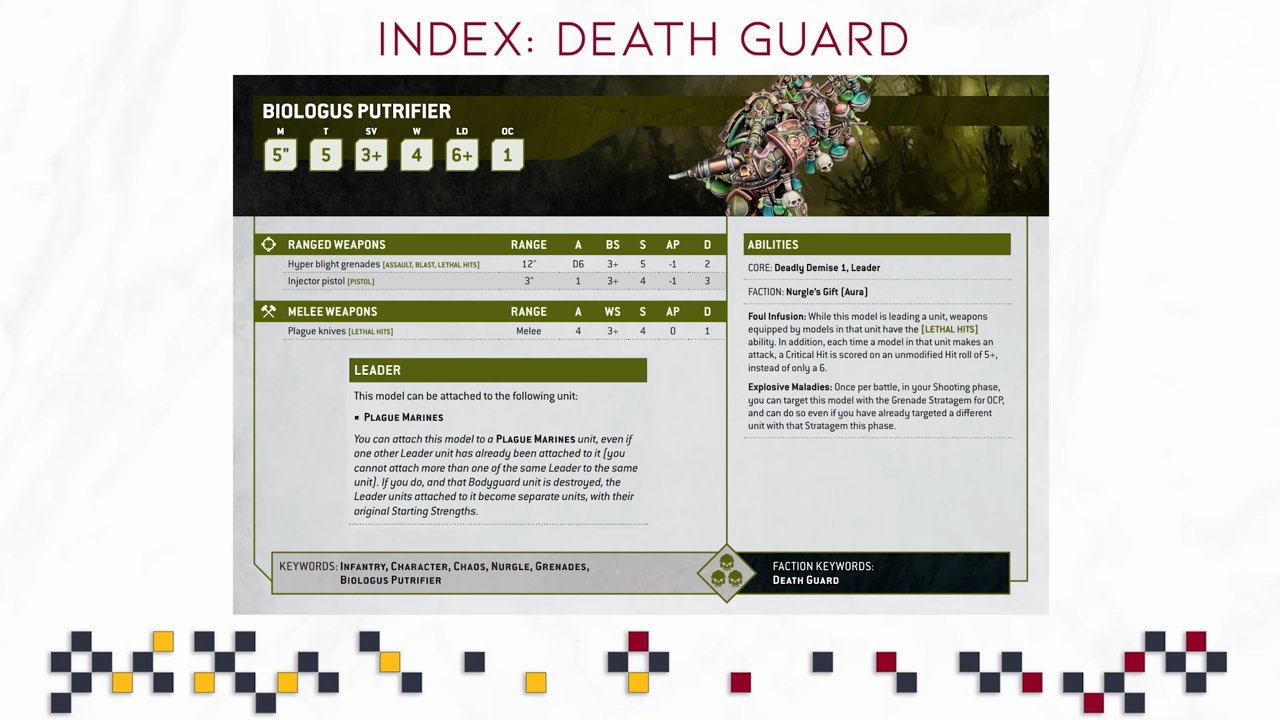 INDEX: DEATH GUARD
BIOLOGUS PUTRIFIER
M T SV W LD OC
5" 5 3+ 4 6+ 1
RANGED WEAPONS RANGE A BS S AP D
Hyper blight grenades [ASSAULT, BLAST, LETHAL HITS] 12" D6 3+ 5 -1 2
Injector pistol [PISTOL] 3" 1 3+ 4 -1 3
MELEE WEAPONS RANGE A WS S AP D
Plague knives [LETHAL HITS] Melee 4 3+ 4 0 1
LEADER
This model can be attached to the following unit:
▪ PLAGUE MARINES
You can attach this model to a PLAGUE MARINES unit, even if
one other Leader unit has already been attached to it (you
cannot attach more than one of the same Leader to the same
unit). If you do, and that Bodyguard unit is destroyed, the
Leader units attached to it become separate units, with their
original Starting Strengths.
ABILITIES
CORE: Deadly Demise 1, Leader
FACTION: Nurgle's Gift (Aura)
Foul Infusion: While this model is leading a unit, weapons
equipped by models in that unit have the [LETHAL HITS]
ability. In addition, each time a model in that unit makes an
attack, a Critical Hit is scored on an unmodified Hit roll of 5+,
instead of only a 6.
Explosive Maladies: Once per battle, in your Shooting phase,
you can target this model with the Grenade Stratagem for 0CP,
and can do so even if you have already targeted a different
unit with that Stratagem this phase.
KEYWORDS: INFANTRY, CHARACTER, CHAOS, NURGLE, GRENADES,
BIOLOGUS PUTRIFIER
FACTION KEYWORDS:
DEATH GUARD